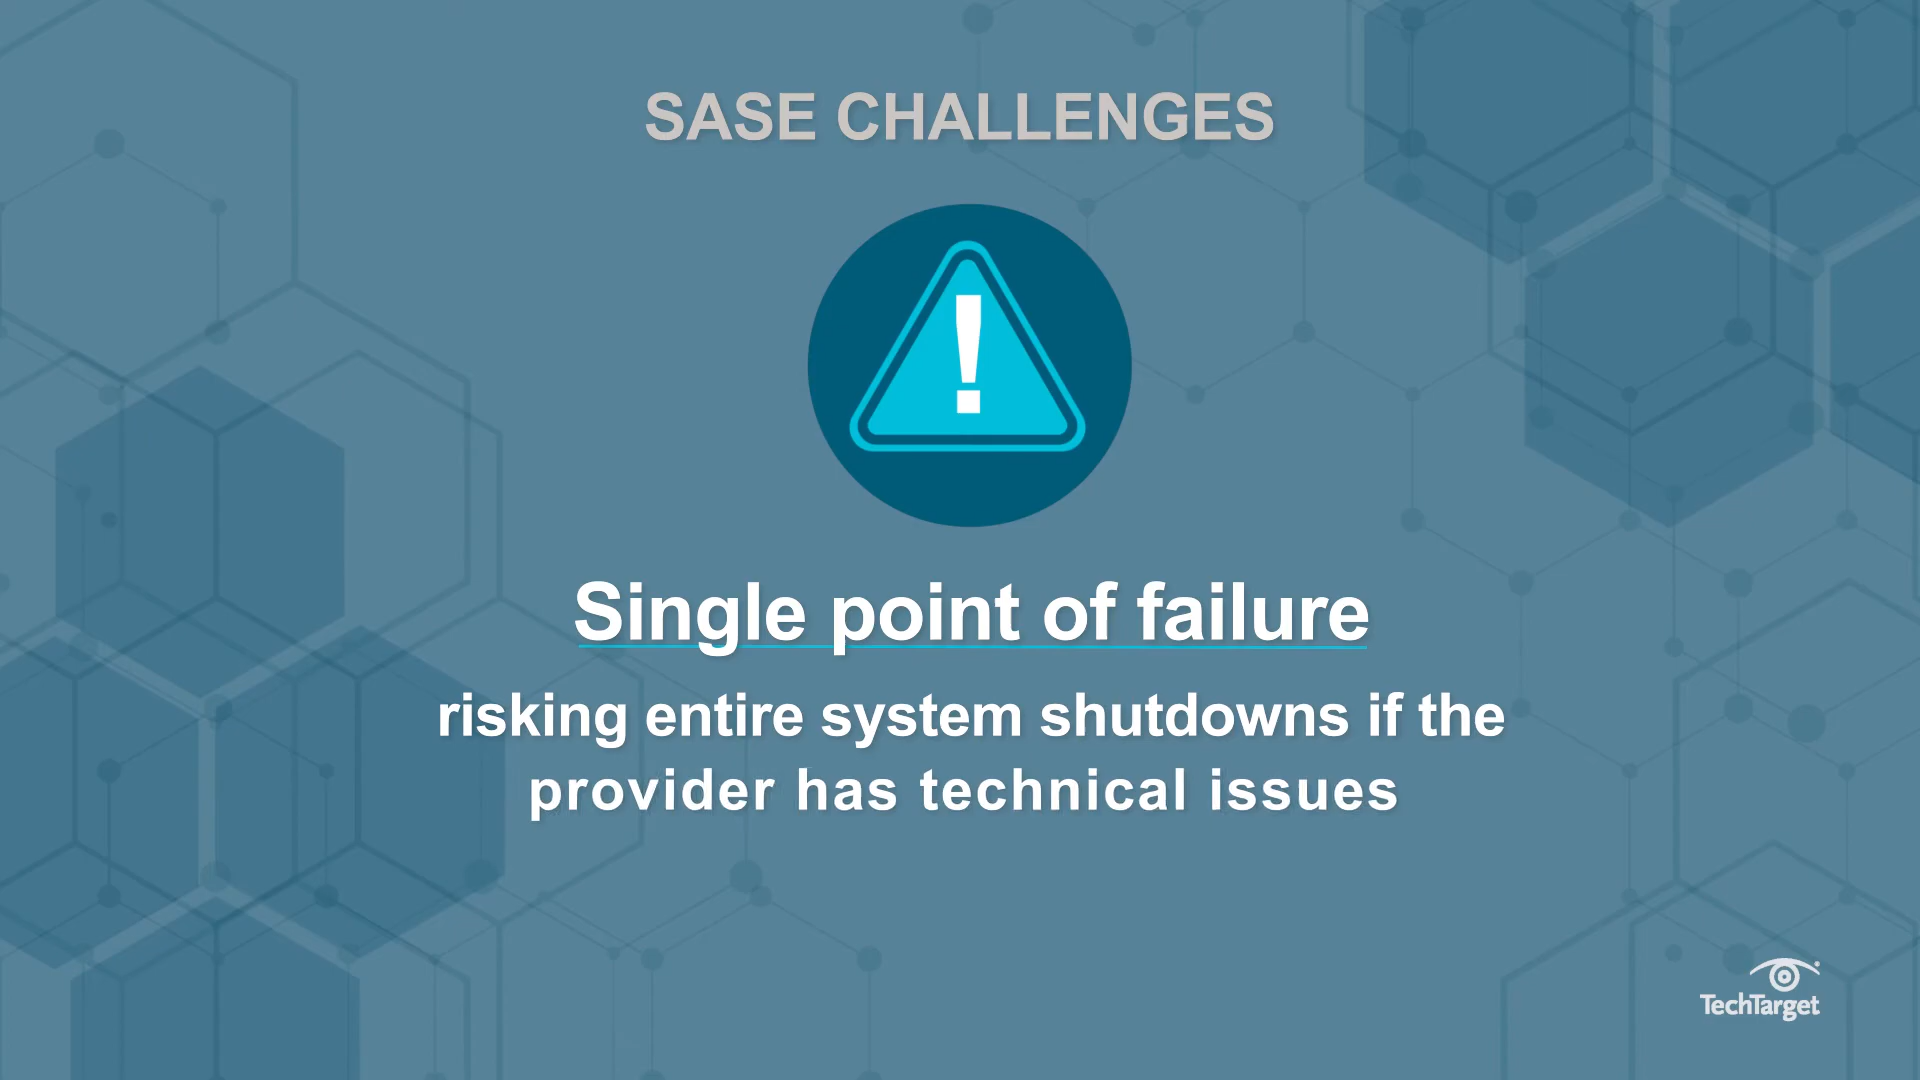 SASE CHALLENGES
!
Single point of failure
risking entire system shutdowns if the
provider has technical issues
TechTarget